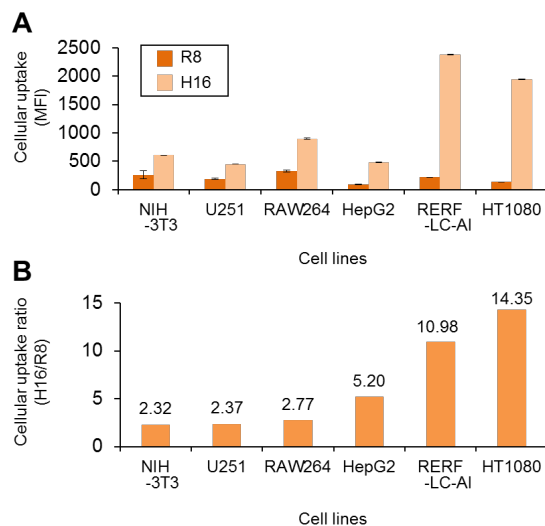 A
Cellular uptake
(MFI)
2500
2000
1500
1000
500
0
R8
H16
NIH
-3T3
U251
RAW264
HepG2
RERF
-LC-AI
HT1080
Cell lines
B
Cellular uptake ratio
(H16/R8)
15
10
5
0
2.32
2.37
2.77
5.20
10.98
14.35
NIH
-3T3
U251
RAW264
HepG2
RERF
-LC-AI
HT1080
Cell lines